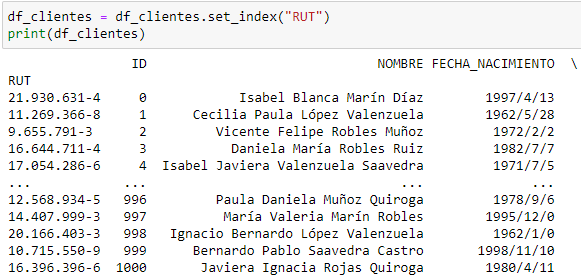 df_clientes = df_clientes.set_index("RUT")
print(df_clientes)
ID NOMBRE FECHA_NACIMIENTO \
RUT
21.930.631-4 0 Isabel Blanca Marín Díaz 1997/4/13
11.269.366-8 1 Cecilia Paula López Valenzuela 1962/5/28
9.655.791-3 2 Vicente Felipe Robles Muñoz 1972/2/2
16.644.711-4 3 Daniela María Robles Ruiz 1982/7/7
17.054.286-6 4 Isabel Javiera Valenzuela Saavedra 1971/7/5
... ... ... ...
12.568.934-5 996 Paula Daniela Muñoz Quiroga 1978/9/6
14.407.999-3 997 María Valeria Marín Robles 1995/12/0
20.166.403-3 998 Ignacio Bernardo López Valenzuela 1962/1/0
10.715.550-9 999 Bernardo Pablo Saavedra Castro 1998/11/10
16.396.396-6 1000 Javiera Ignacia Rojas Quiroga 1980/4/11